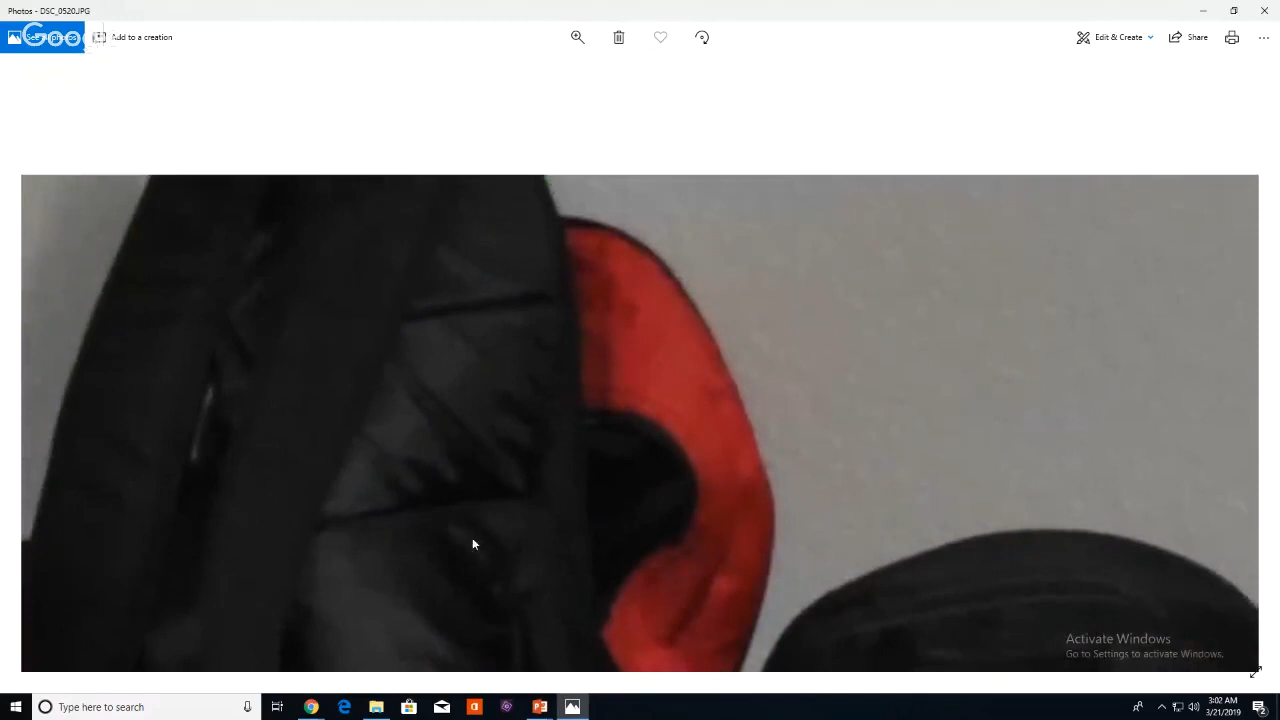 Photos - DSC_0520.JPG
Add to a creation
Edit & Create
Share
Activate Windows
Go to Settings to activate Windows.
Type here to search
3:02 AM
3/21/2019
2